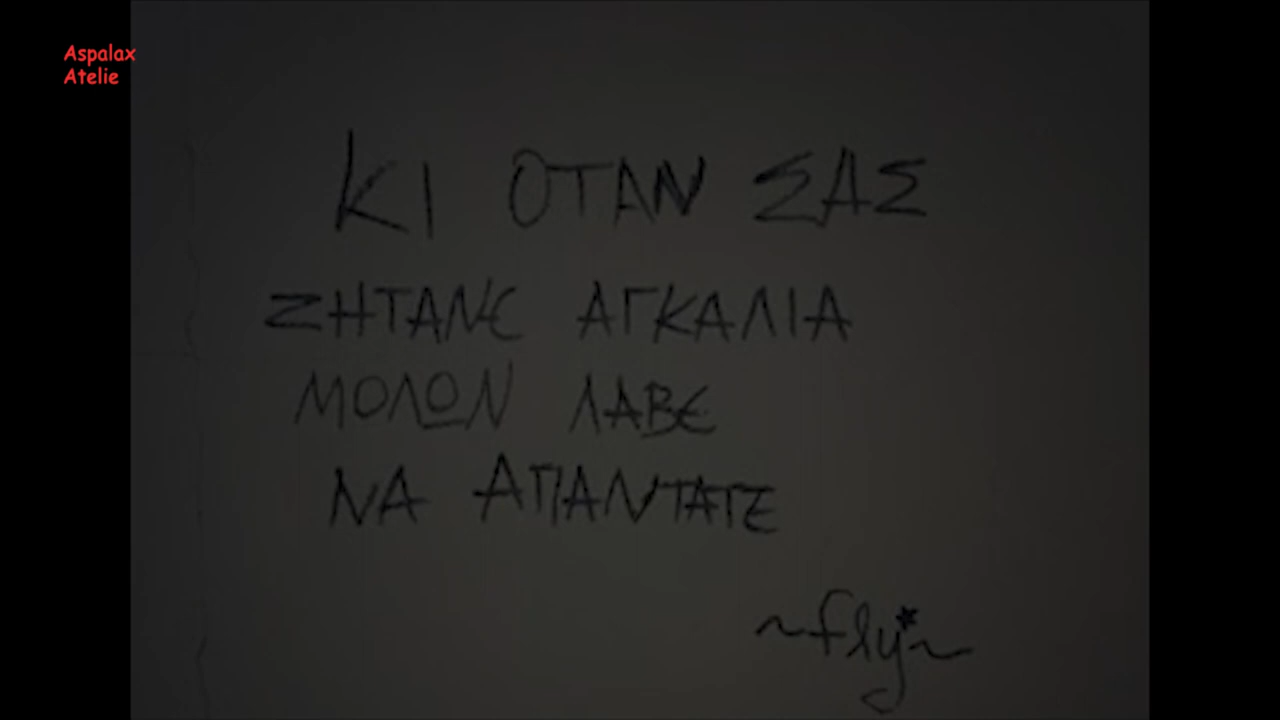 Aspalax
Atelie
ΚΙ ΟΤΑΝ ΣΑΣ
ΖΗΤΑΝΕ ΑΓΚΑΛΙΑ
ΜΟΛΩΝ ΛΑΒΕ
ΝΑ ΑΠΑΝΤΑΤΕ
~fly*~